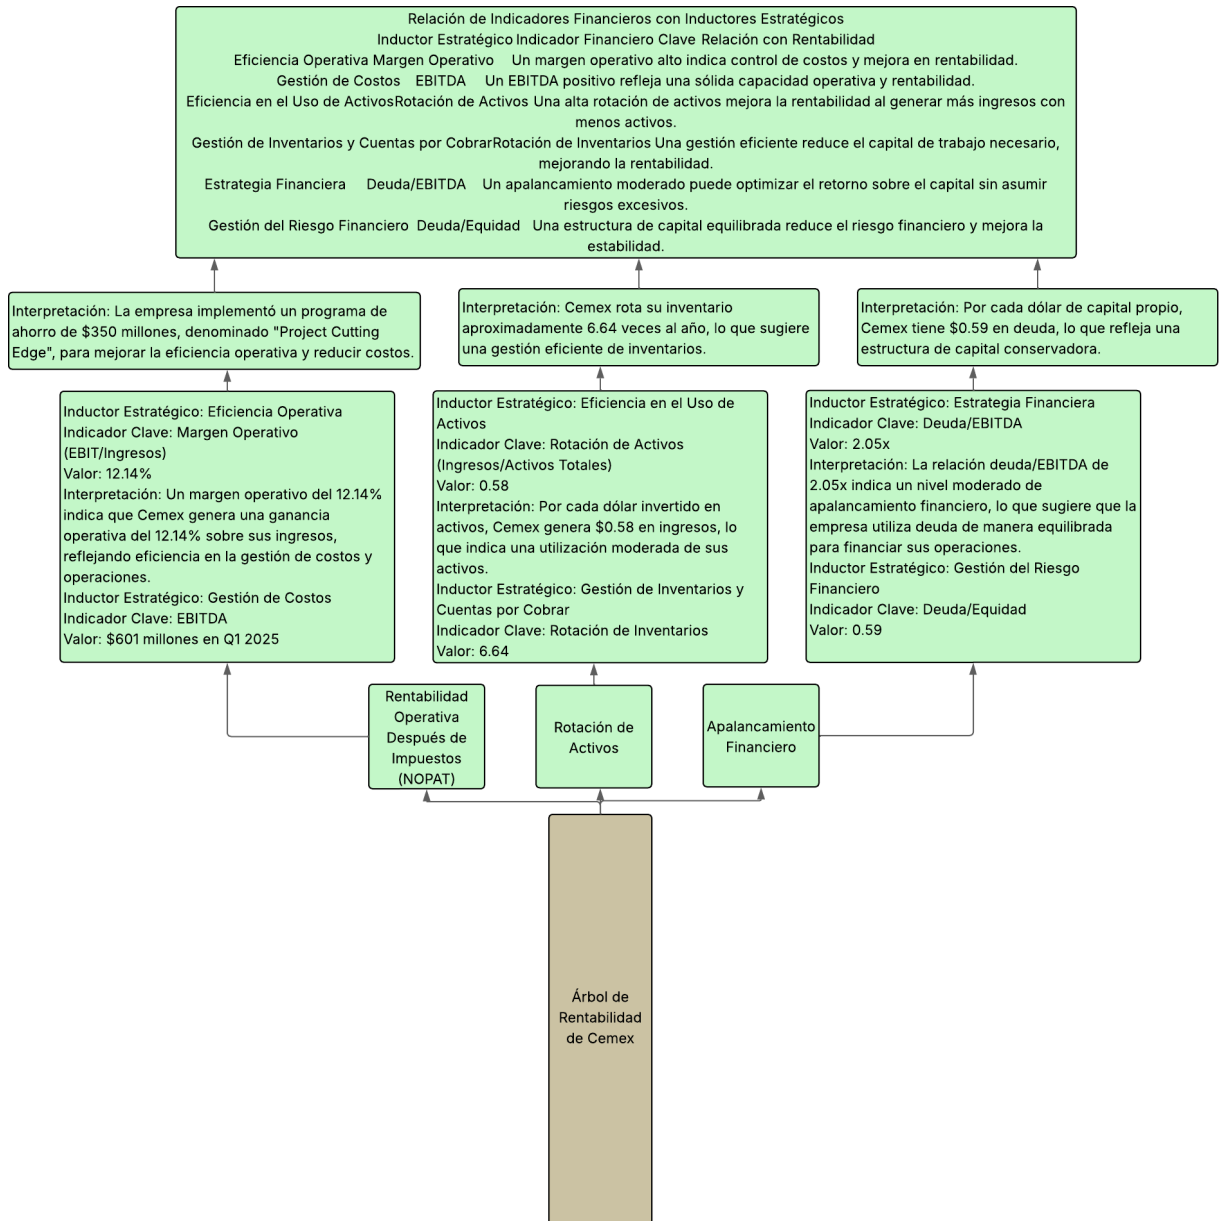 Relación de Indicadores Financieros con Inductores Estratégicos
Inductor Estratégico Indicador Financiero Clave Relación con Rentabilidad
Eficiencia Operativa Margen Operativo Un margen operativo alto indica control de costos y mejora en rentabilidad.
Gestión de Costos EBITDA Un EBITDA positivo refleja una sólida capacidad operativa y rentabilidad.
Eficiencia en el Uso de ActivosRotación de Activos Una alta rotación de activos mejora la rentabilidad al generar más ingresos con
menos activos.
Gestión de Inventarios y Cuentas por CobrarRotación de Inventarios Una gestión eficiente reduce el capital de trabajo necesario,
mejorando la rentabilidad.
Estrategia Financiera Deuda/EBITDA Un apalancamiento moderado puede optimizar el retorno sobre el capital sin asumir
riesgos excesivos.
Gestión del Riesgo Financiero Deuda/Equidad Una estructura de capital equilibrada reduce el riesgo financiero y mejora la
estabilidad.
Interpretación: La empresa implementó un programa de
ahorro de $350 millones, denominado "Project Cutting
Edge", para mejorar la eficiencia operativa y reducir costos.
Interpretación: Cemex rota su inventario
aproximadamente 6.64 veces al año, lo que sugiere
una gestión eficiente de inventarios.
Interpretación: Por cada dólar de capital propio,
Cemex tiene $0.59 en deuda, lo que refleja una
estructura de capital conservadora.
Inductor Estratégico: Eficiencia Operativa
Indicador Clave: Margen Operativo
(EBIT/Ingresos)
Valor: 12.14%
Interpretación: Un margen operativo del 12.14%
indica que Cemex genera una ganancia
operativa del 12.14% sobre sus ingresos,
reflejando eficiencia en la gestión de costos y
operaciones.
Inductor Estratégico: Gestión de Costos
Indicador Clave: EBITDA
Valor: $601 millones en Q1 2025
Inductor Estratégico: Eficiencia en el Uso de
Activos
Indicador Clave: Rotación de Activos
(Ingresos/Activos Totales)
Valor: 0.58
Interpretación: Por cada dólar invertido en
activos, Cemex genera $0.58 en ingresos, lo
que indica una utilización moderada de sus
activos.
Inductor Estratégico: Gestión de Inventarios y
Cuentas por Cobrar
Indicador Clave: Rotación de Inventarios
Valor: 6.64
Inductor Estratégico: Estrategia Financiera
Indicador Clave: Deuda/EBITDA
Valor: 2.05x
Interpretación: La relación deuda/EBITDA de
2.05x indica un nivel moderado de
apalancamiento financiero, lo que sugiere que la
empresa utiliza deuda de manera equilibrada
para financiar sus operaciones.
Inductor Estratégico: Gestión del Riesgo
Financiero
Indicador Clave: Deuda/Equidad
Valor: 0.59
Rentabilidad
Operativa
Después de
Impuestos
(NOPAT)
Rotación de
Activos
Apalancamiento
Financiero
Árbol de
Rentabilidad
de Cemex